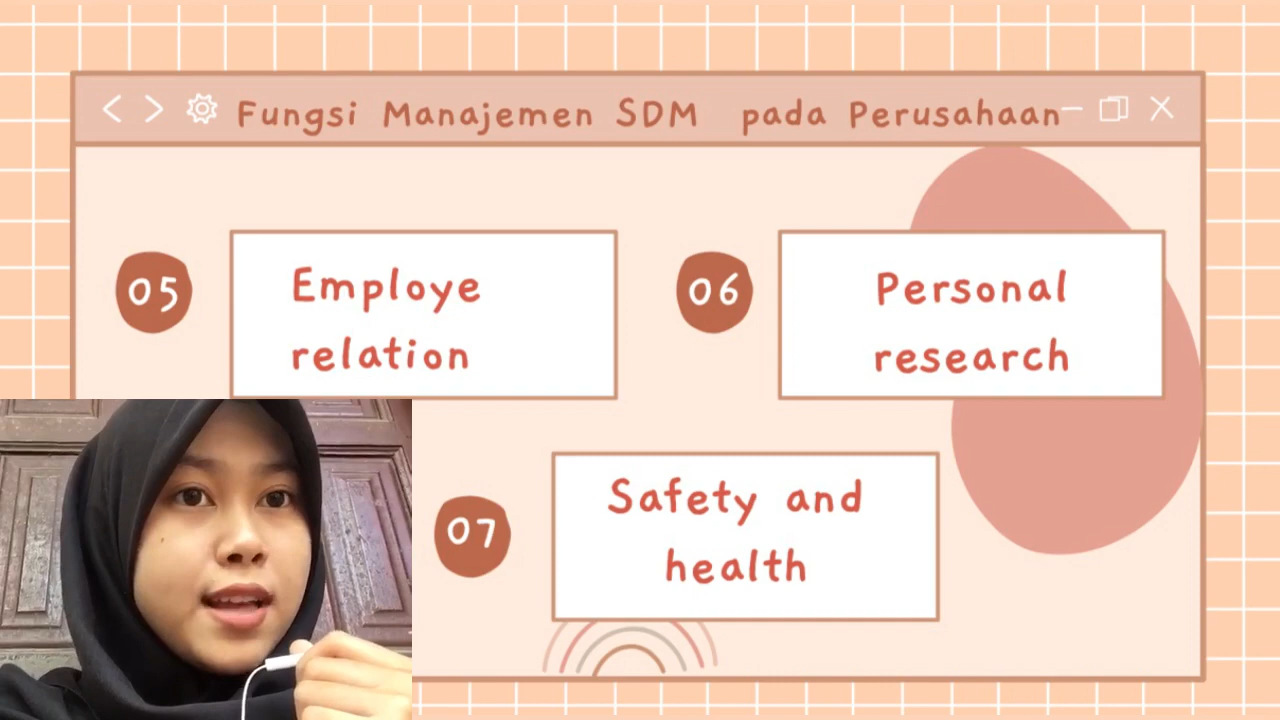 Fungsi Manajemen SDM pada Perusahaan
05
Employe
relation
06
Personal
research
07
Safety and
health